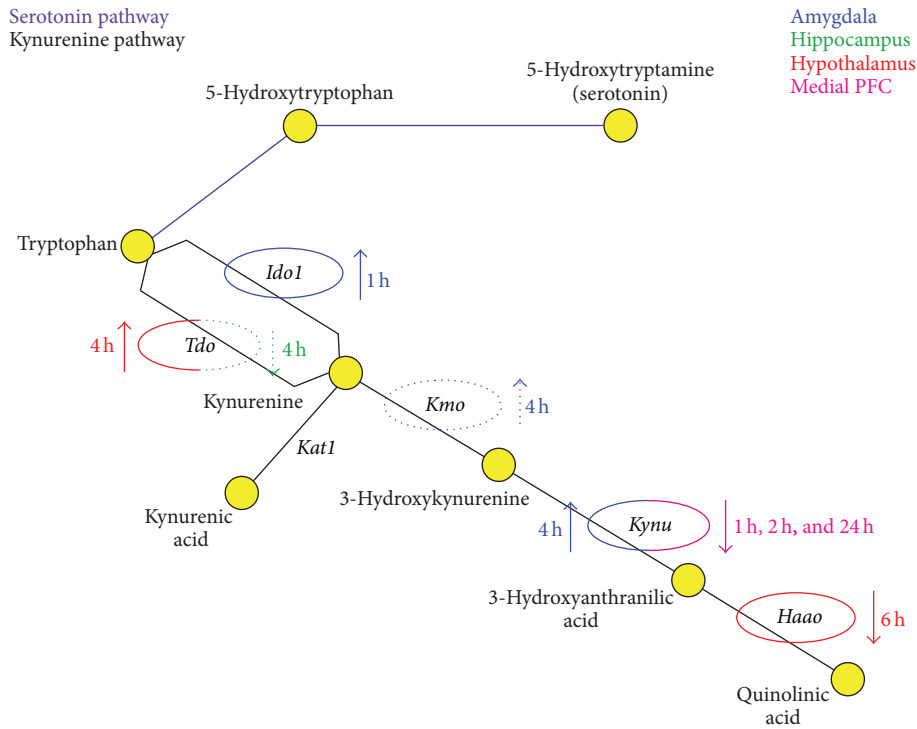 Serotonin pathway
Kynurenine pathway
Amygdala
Hippocampus
Hypothalamus
Medial PFC
5-Hydroxytryptophan
5-Hydroxytryptamine
(serotonin)
Tryptophan
Ido1
1 h
4 h
Tdo
4 h
Kynurenine
Kmo
4 h
Kat1
3-Hydroxykynurenine
Kynurenic
acid
4 h
Kynu
1 h, 2 h, and 24 h
3-Hydroxyanthranilic
acid
Haao
6 h
Quinolinic
acid